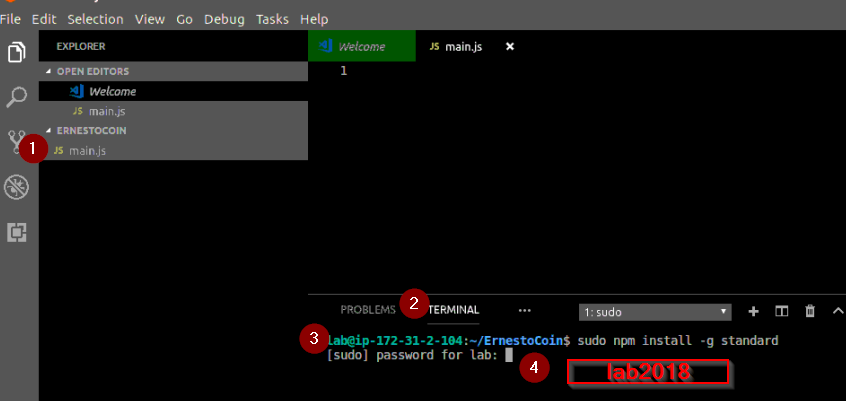 File Edit Selection View Go Debug Tasks Help
EXPLORER
OPEN EDITORS
Welcome
JS main.js
ERNESTOCOIN
1
JS main.js
Welcome
JS main.js
1
PROBLEMS
2
TERMINAL
1: sudo
3
lab@ip-172-31-2-104:~/ErnestoCoin$ sudo npm install -g standard
[sudo] password for lab:
4
lab2018